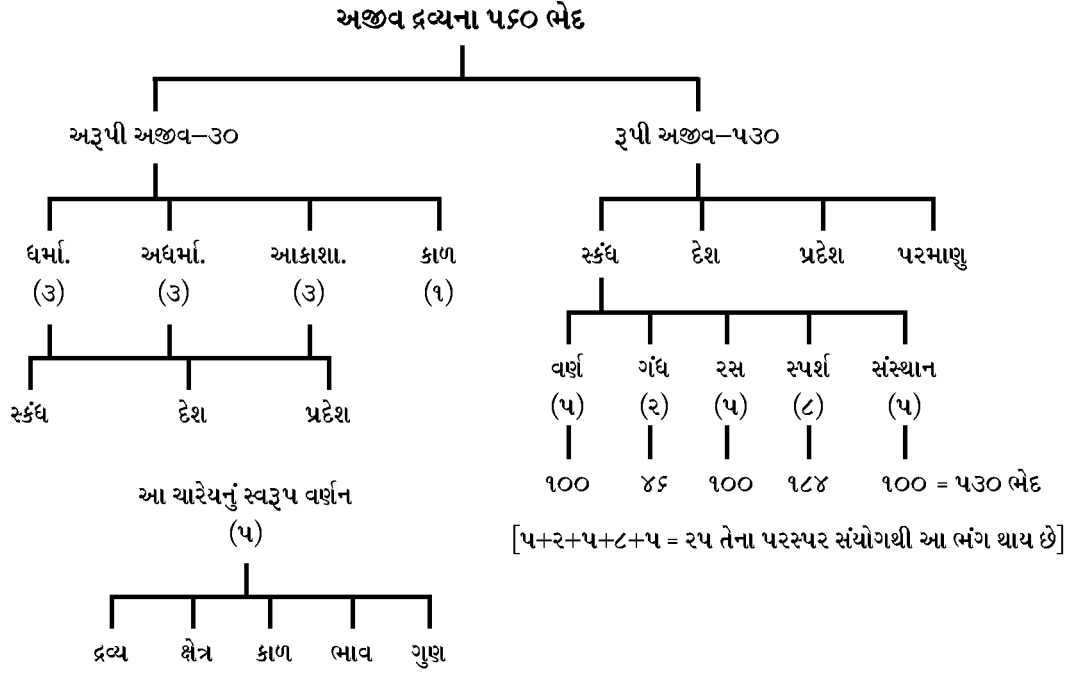 અજીવ દ્રવ્યના ૫૬૦ ભેદ
અરૂપી અજીવ–૩૦
રૂપી અજીવ–૫૩૦
ધર્મા. અધર્મા. આકાશા. કાળ
(૩) (૩) (૩) (૧)
સ્કંધ દેશ પ્રદેશ
સ્કંધ દેશ પ્રદેશ પરમાણુ
વર્ણ ગંધ રસ સ્પર્શ સંસ્થાન
(૫) (૨) (૫) (૮) (૫)
૧૦૦ ૪૬ ૧૦૦ ૧૮૪ ૧૦૦ = ૫૩૦ ભેદ
[૫+૨+૫+૮+૫ = ૨૫ તેના પરસ્પર સંયોગથી આ ભંગ થાય છે]
આ ચારેયનું સ્વરૂપ વર્ણન
(૫)
દ્રવ્ય ક્ષેત્ર કાળ ભાવ ગુણ